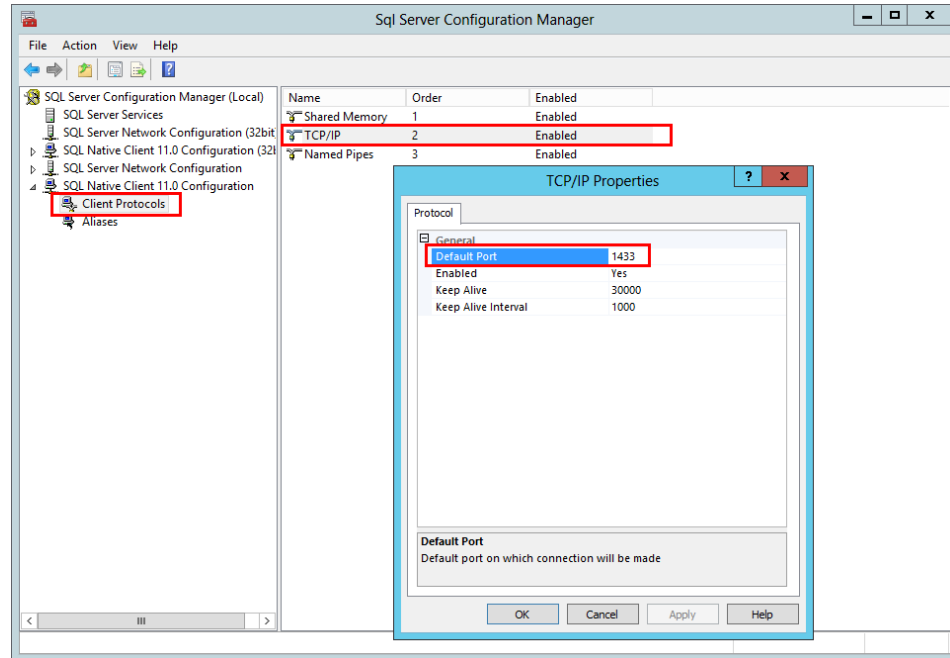 Sql Server Configuration Manager
File Action View Help
SQL Server Configuration Manager (Local)
SQL Server Services
SQL Server Network Configuration (32bit
SQL Native Client 11.0 Configuration (32b
SQL Server Network Configuration
SQL Native Client 11.0 Configuration
Client Protocols
Aliases
Name Order Enabled
Shared Memory 1 Enabled
TCP/IP 2 Enabled
Named Pipes 3 Enabled
TCP/IP Properties
Protocol
General
Default Port 1433
Enabled Yes
Keep Alive 30000
Keep Alive Interval 1000
Default Port
Default port on which connection will be made
OK Cancel Apply Help